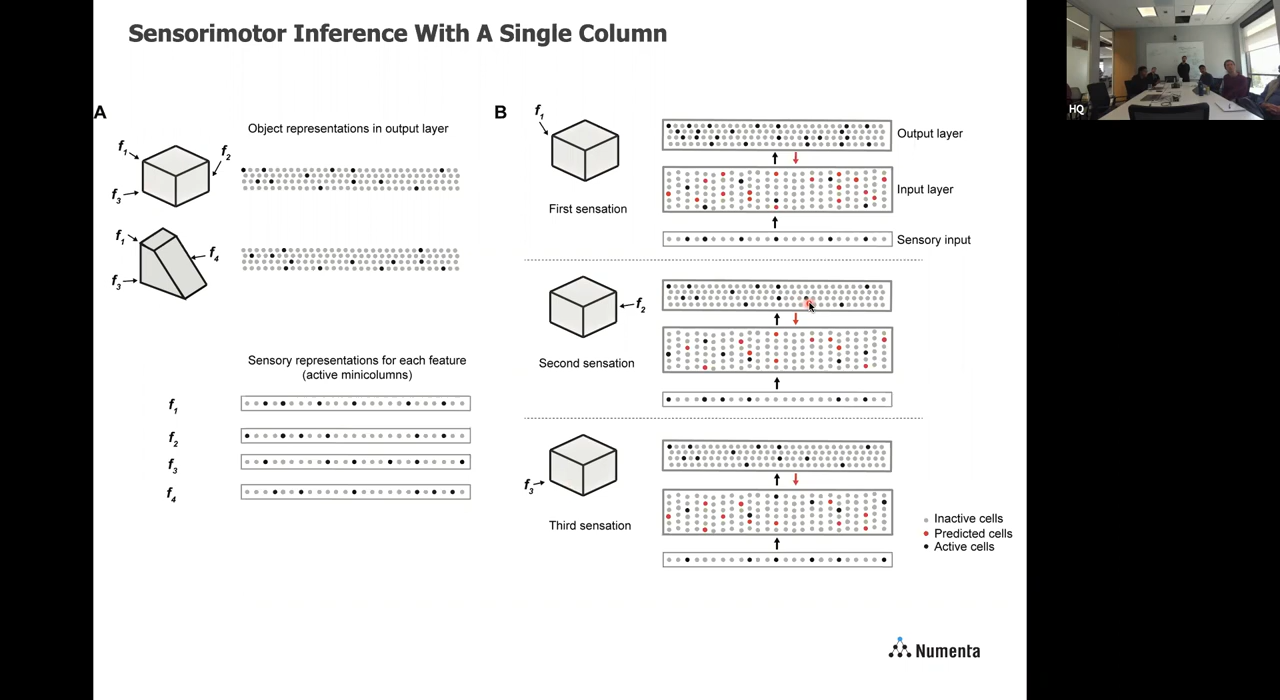 Sensorimotor Inference With A Single Column
A
Object representations in output layer
f1
f2
f3
f1
f4
f3
Sensory representations for each feature
(active minicolumns)
f1
f2
f3
f4
B
f1
First sensation
Output layer
Input layer
Sensory input
f2
Second sensation
f3
Third sensation
Inactive cells
Predicted cells
Active cells
Numenta
HQ